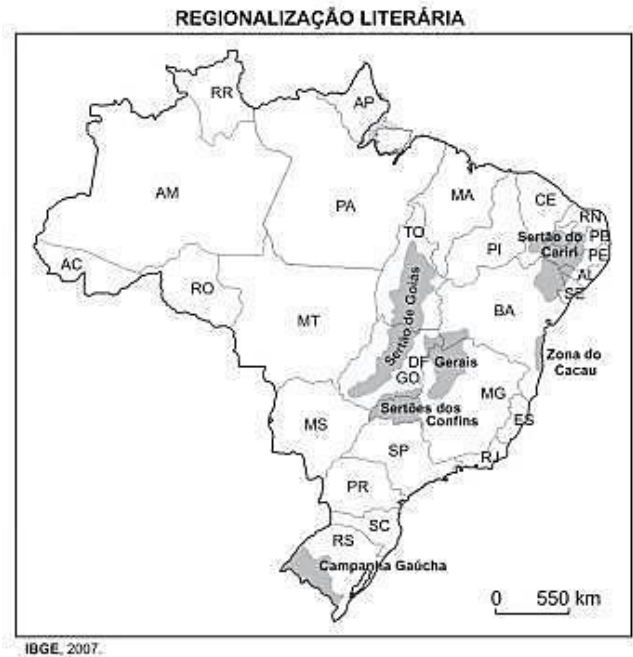 REGIONALIZAÇÃO LITERÁRIA
RR
AP
AM
PA
MA
CE
RN
TO
PI
Sertão do
Cariri
PB
PE
AC
AL
SE
RO
BA
MT
Sertão de Goiás
DF
Gerais
Zona do
Cacau
GO
MG
Sertões dos
Confins
MS
ES
SP
RJ
PR
SC
RS
Campanha Gaúcha
0 550 km
IBGE, 2007.